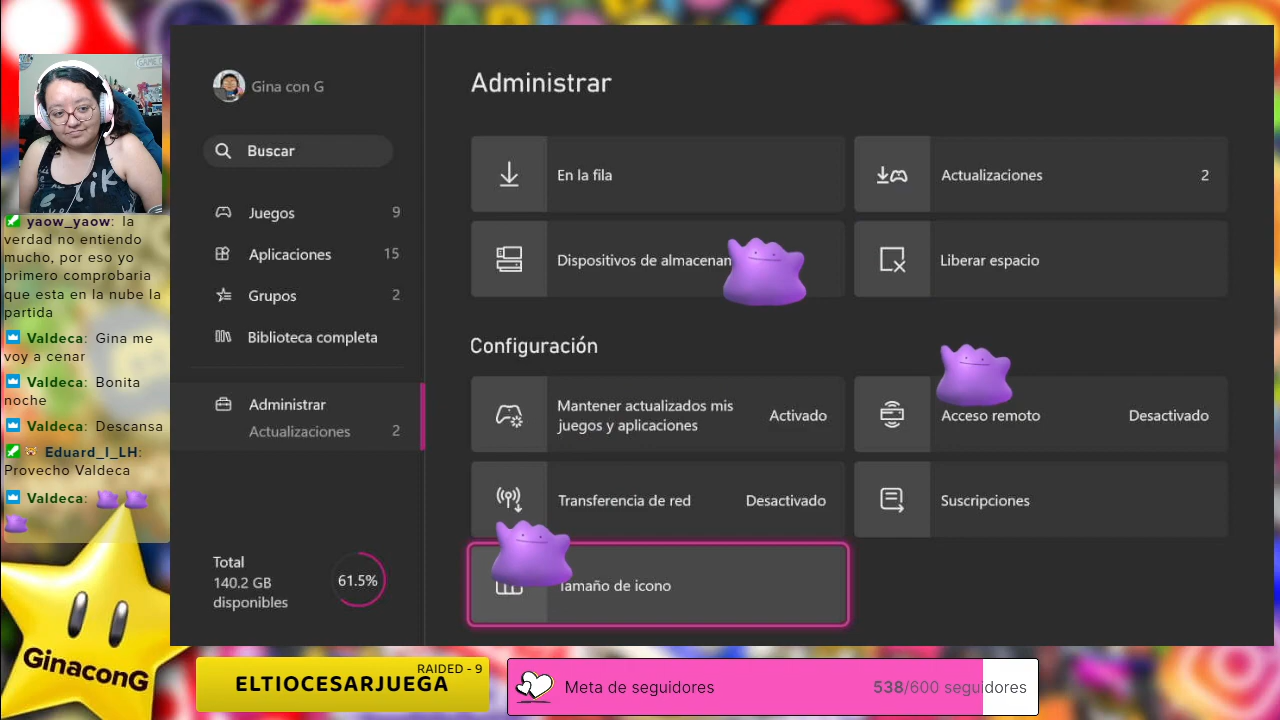 Gina con G
Buscar
Juegos 9
Aplicaciones 15
Grupos 2
Biblioteca completa
Administrar
Actualizaciones 2
Total
140.2 GB
disponibles
61.5%
Administrar
En la fila
Actualizaciones 2
Dispositivos de almacenan
Liberar espacio
Configuración
Mantener actualizados mis
juegos y aplicaciones
Activado
Acceso remoto Desactivado
Transferencia de red Desactivado
Suscripciones
Tamaño de icono
yaow_yaow: la
verdad no entiendo
mucho, por eso yo
primero comprobaria
que esta en la nube la
partida
Valdeca: Gina me
voy a cenar
Valdeca: Bonita
noche
Valdeca: Descansa
Eduard_I_LH:
Provecho Valdeca
Valdeca:
GinaconG
RAIDED - 9
ELTIOCESARJUEGA
Meta de seguidores 538/600 seguidores